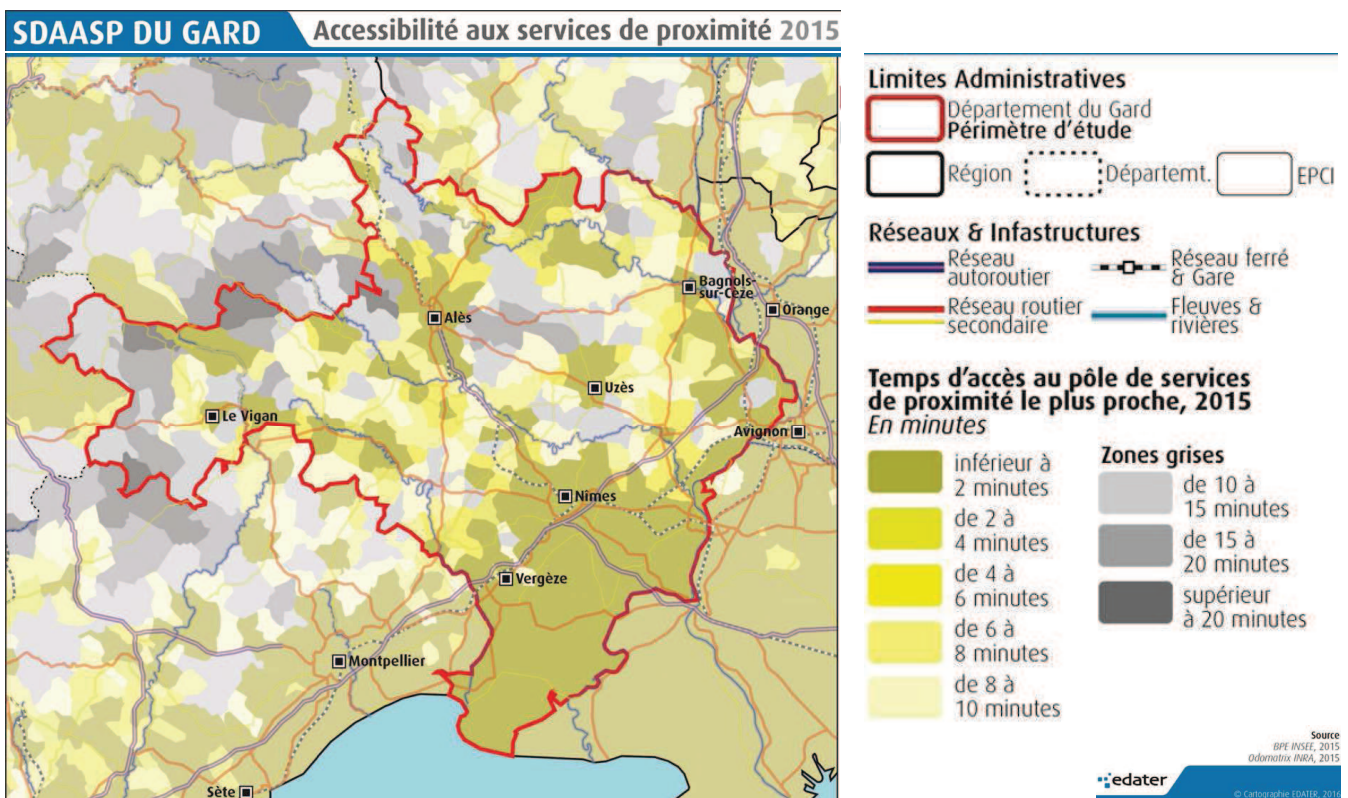 SDAASP DU GARD
Accessibilité aux services de proximité 2015
Bagnols-
sur-Cèze
Orange
Alès
Uzès
Le Vigan
Avignon
Nîmes
Vergèze
Montpellier
Sète
Limites Administratives
Département du Gard
Périmètre d'étude
Région
Départemt.
EPCI
Réseaux & Infastructures
Réseau
autoroutier
Réseau ferré
& Gare
Réseau routier
secondaire
Fleuves &
rivières
Temps d'accès au pôle de services
de proximité le plus proche, 2015
En minutes
inférieur à
2 minutes
de 2 à
4 minutes
de 4 à
6 minutes
de 6 à
8 minutes
de 8 à
10 minutes
Zones grises
de 10 à
15 minutes
de 15 à
20 minutes
supérieur
à 20 minutes
Source
BPE INSEE, 2015
Odomatrix INRA, 2015
edater
© Cartographie EDATER, 2016